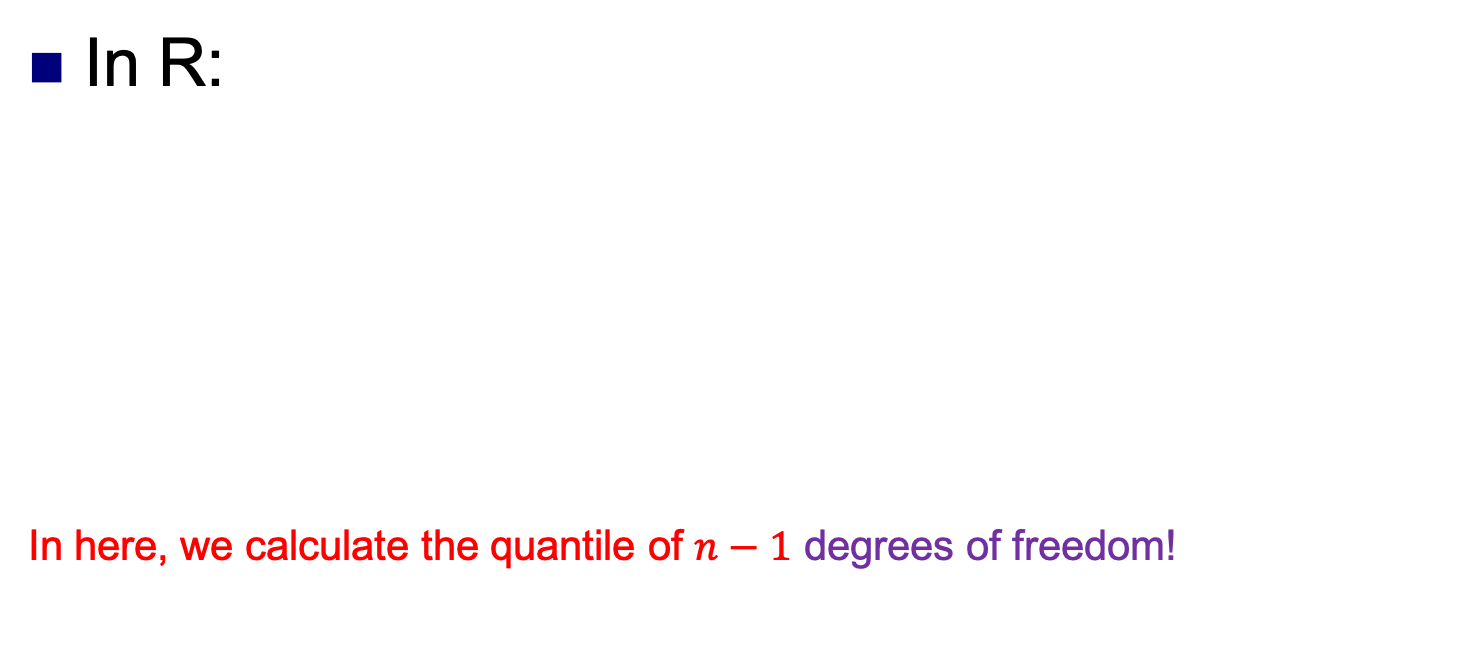 In R:
In here, we calculate the quantile of n − 1 degrees of freedom!